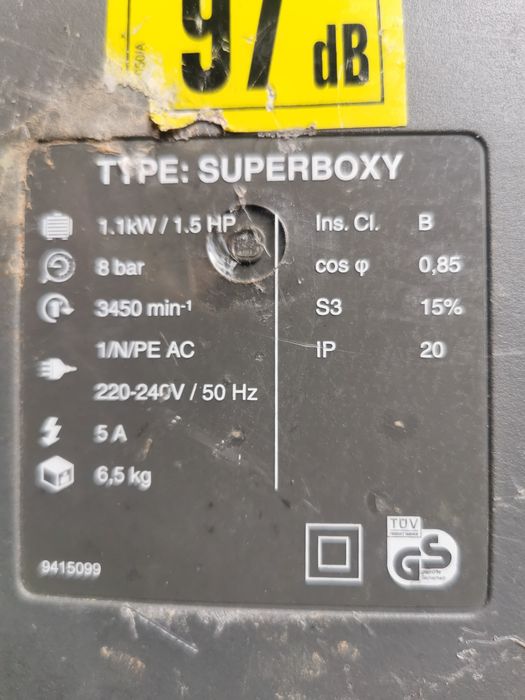 97 dB
TYPE: SUPERBOXY
1.1kW / 1.5 HP
8 bar
3450 min-¹
1/N/PE AC
220-240V / 50 Hz
5 A
6,5 kg
Ins. Cl. B
cos φ 0,85
S3 15%
IP 20
9415099
TÜV
GS